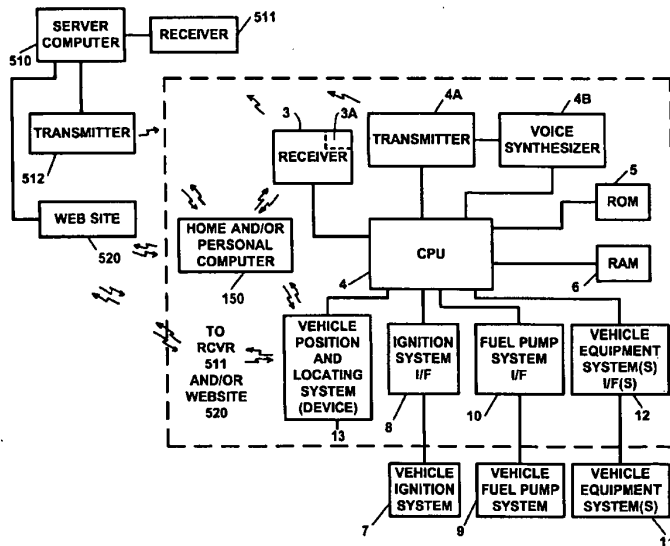 SERVER
COMPUTER
510
RECEIVER
511
TRANSMITTER
512
WEB SITE
520
3
3A
RECEIVER
4A
TRANSMITTER
4B
VOICE
SYNTHESIZER
5
ROM
HOME AND/OR
PERSONAL
COMPUTER
150
CPU
4
RAM
6
TO
RCVR
511
AND/OR
WEBSITE
520
VEHICLE
POSITION
AND
LOCATING
SYSTEM
(DEVICE)
13
IGNITION
SYSTEM
I/F
8
FUEL PUMP
SYSTEM
I/F
10
VEHICLE
EQUIPMENT
SYSTEM(S)
I/F(S)
12
VEHICLE
IGNITION
SYSTEM
7
VEHICLE
FUEL PUMP
SYSTEM
9
VEHICLE
EQUIPMENT
SYSTEM(S)